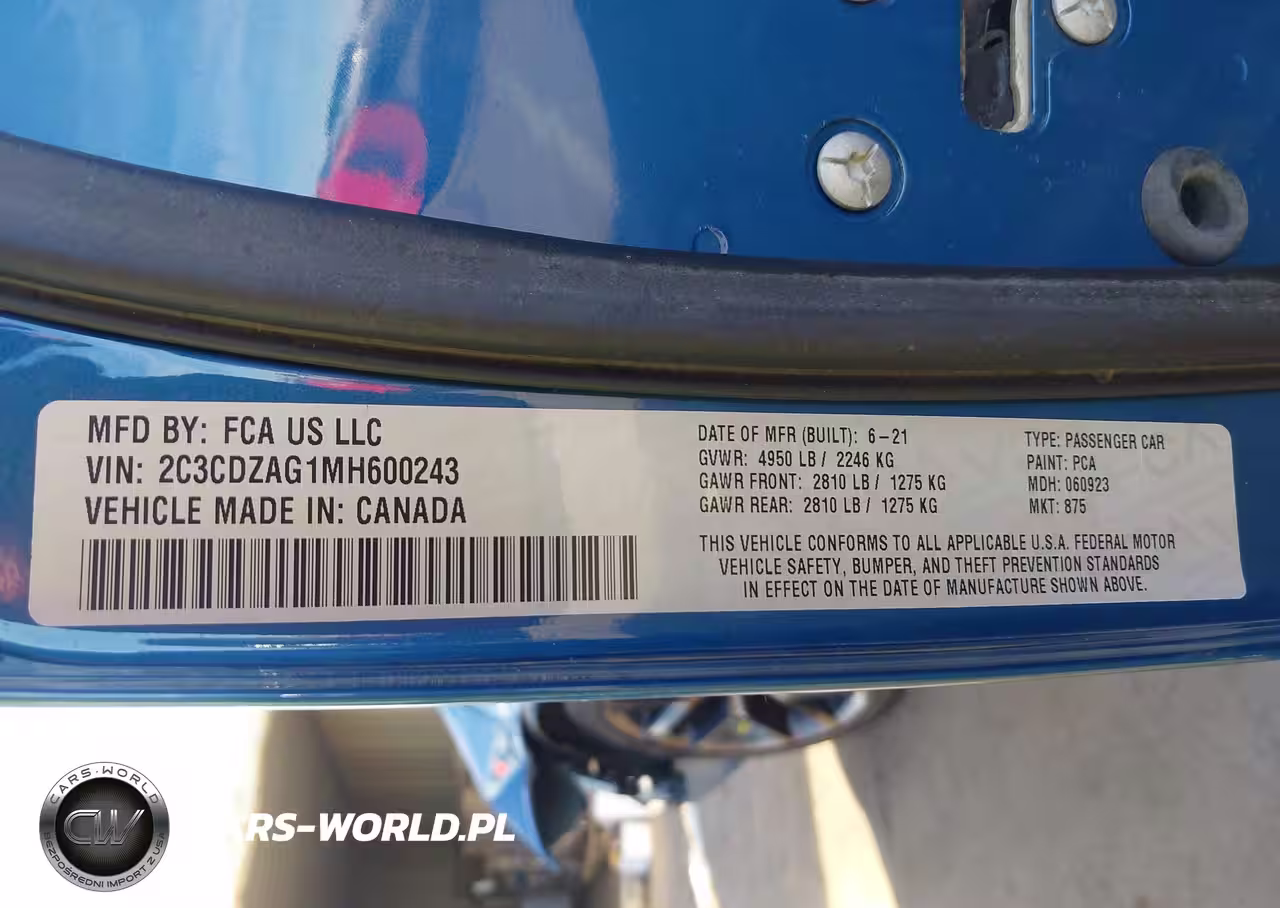 MFD BY: FCA US LLC
VIN: 2C3CDZAG1MH600243
VEHICLE MADE IN: CANADA
DATE OF MFR (BUILT): 6-21
GVWR: 4950 LB / 2246 KG
GAWR FRONT: 2810 LB / 1275 KG
GAWR REAR: 2810 LB / 1275 KG
TYPE: PASSENGER CAR
PAINT: PCA
MDH: 060923
MKT: 875
THIS VEHICLE CONFORMS TO ALL APPLICABLE U.S.A. FEDERAL MOTOR
VEHICLE SAFETY, BUMPER, AND THEFT PREVENTION STANDARDS
IN EFFECT ON THE DATE OF MANUFACTURE SHOWN ABOVE.
CARS-WORLD
CW
BEZPOŚREDNI IMPORT Z USA
CARS-WORLD.PL